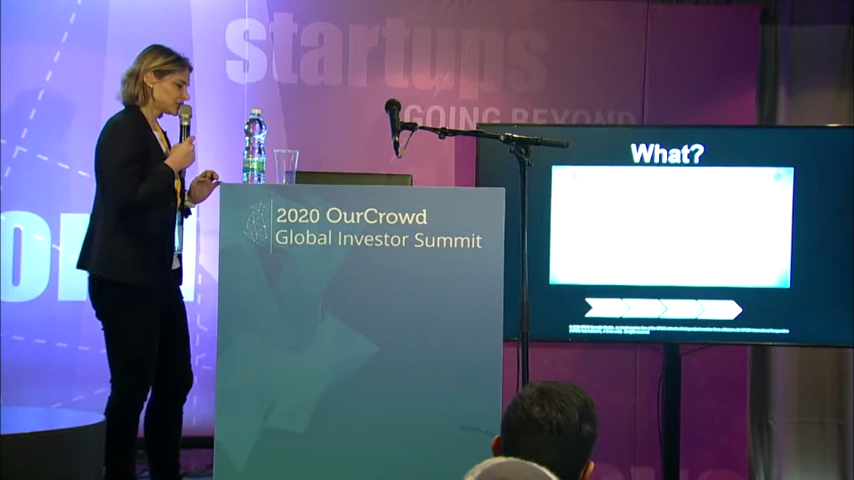 startups
GOING BEYOND
What?
2020 OurCrowd
Global Investor Summit